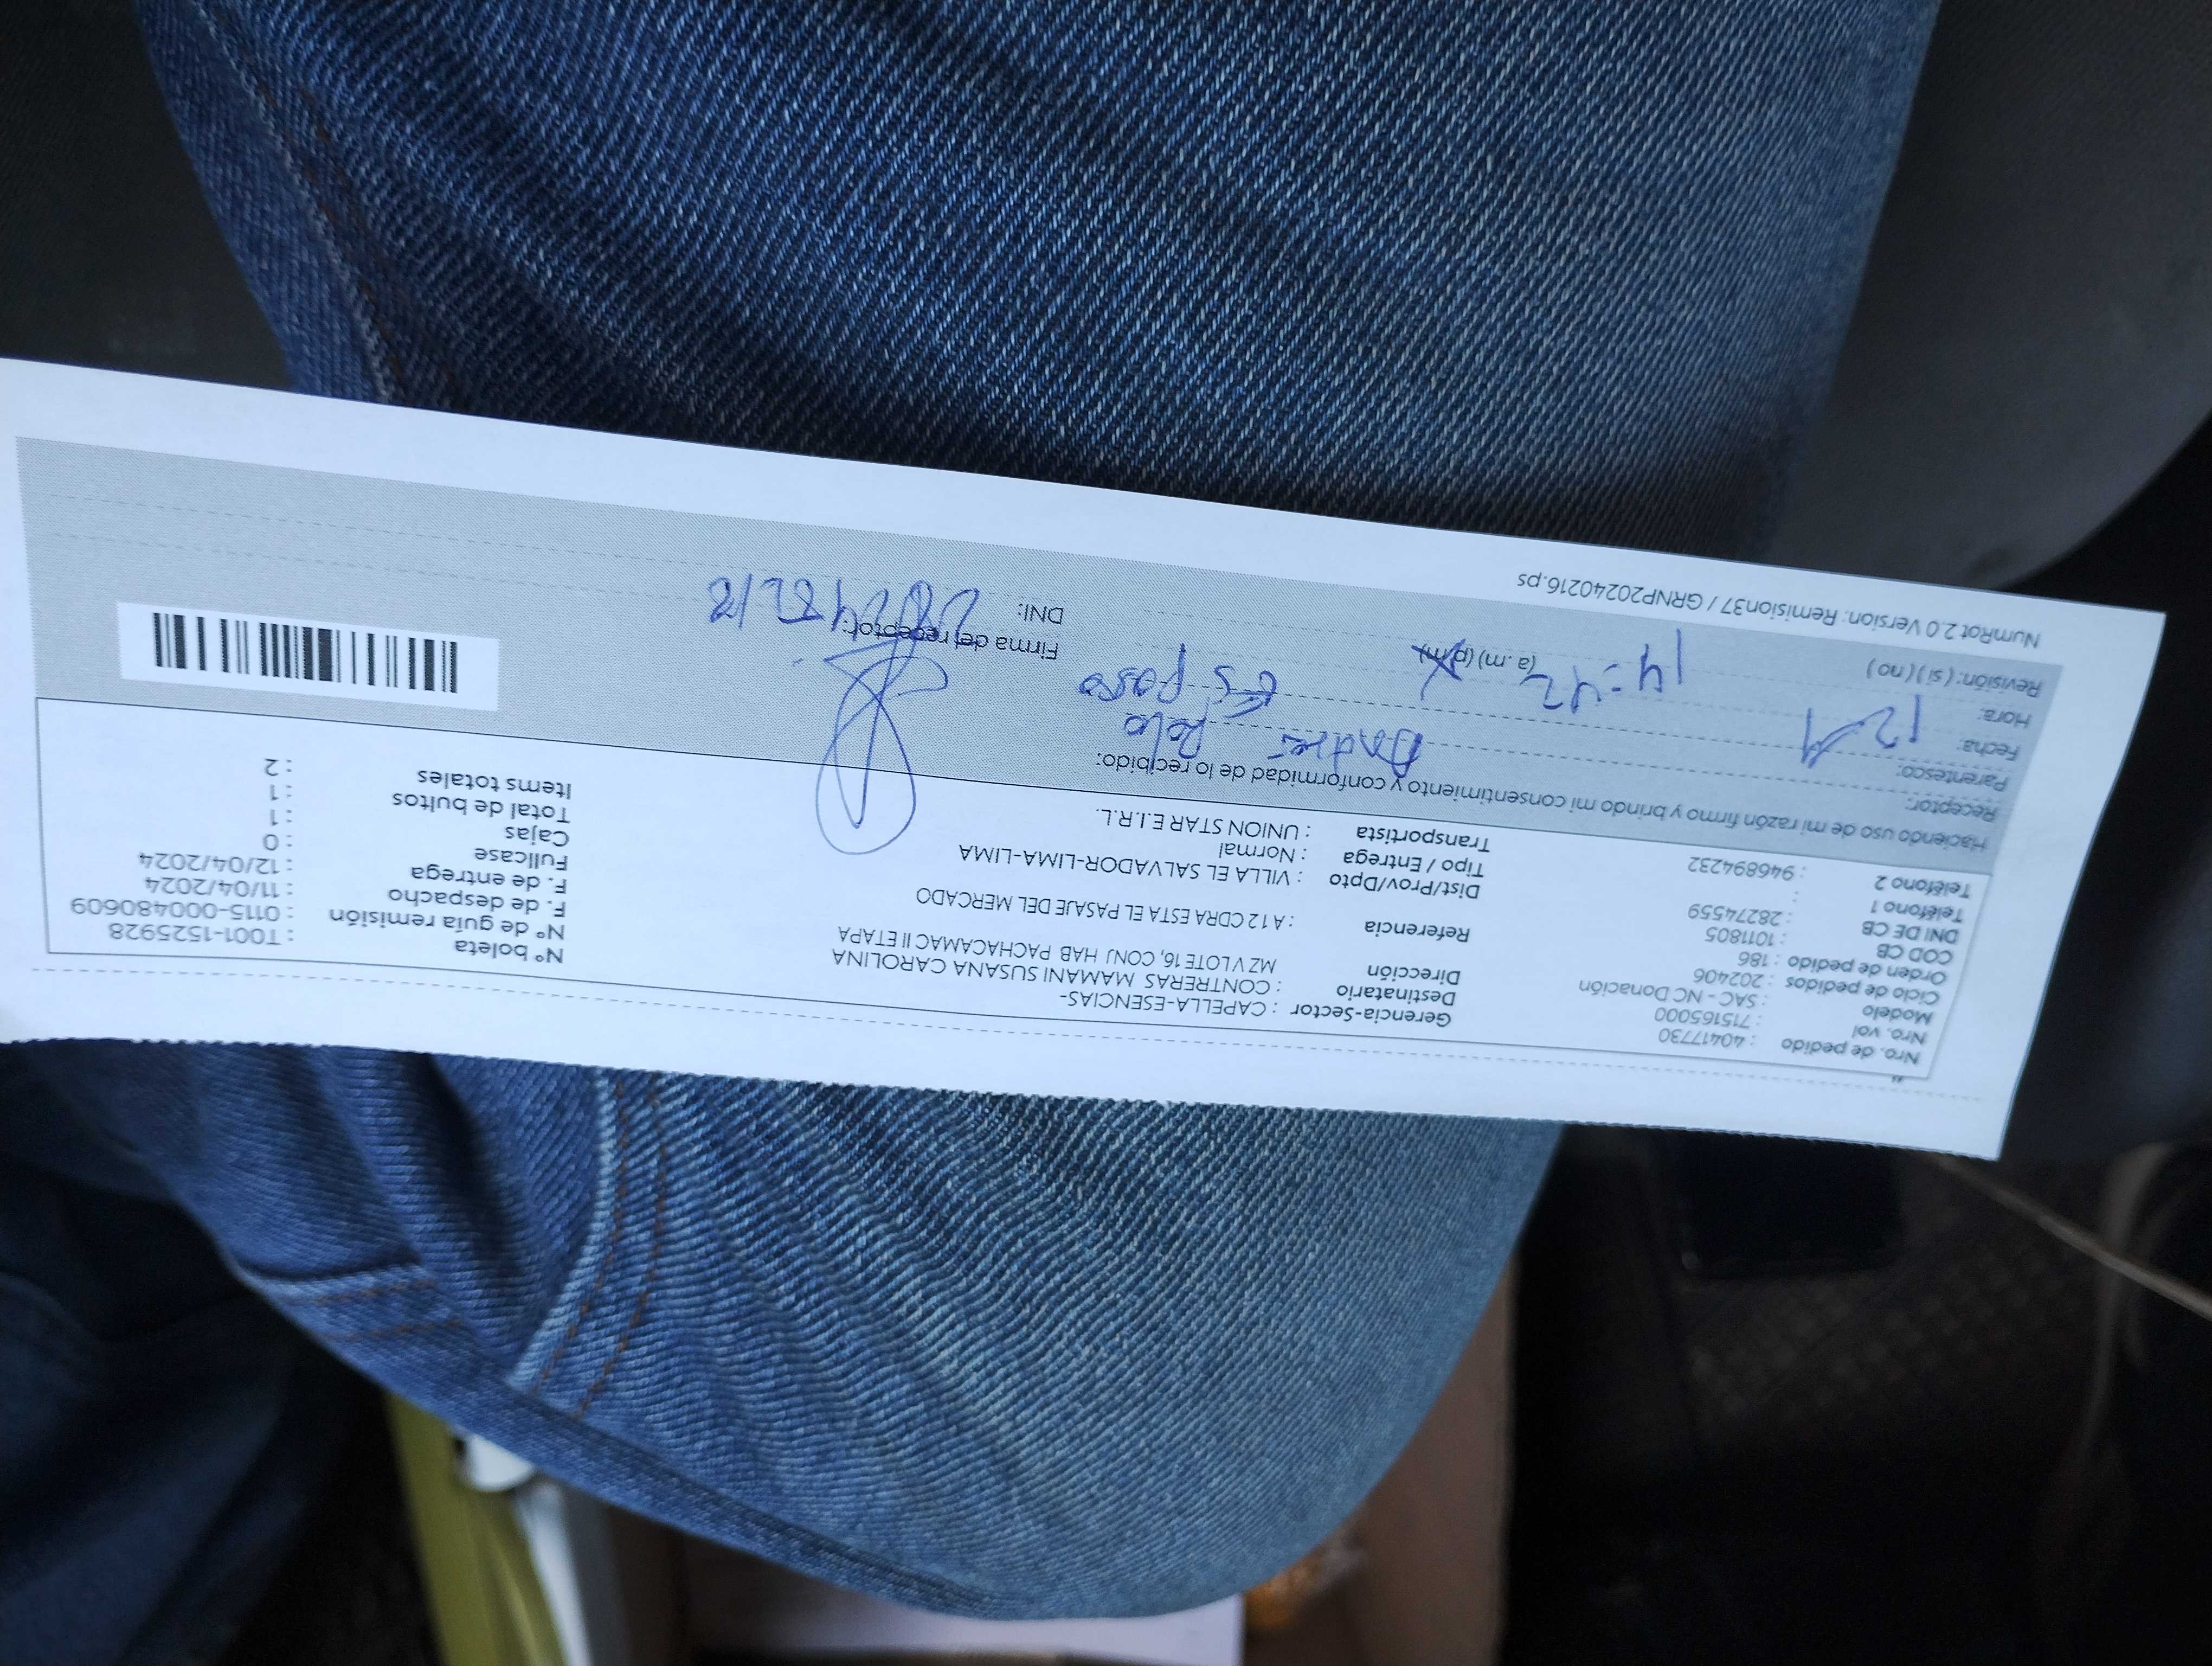 Nro. de pedido : 40417730
Nro. vol : 715165000
Modelo : SAC - NC Donación
Ciclo de pedidos : 202406
Orden de pedido : 186
COD CB : 1011805
DNI DE CB : 28274559
Teléfono 1 :
Teléfono 2 : 946894232
Gerencia-Sector : CAPELLA-ESENCIAS-
Destinatario : CONTRERAS MAMANI SUSANA CAROLINA
Dirección MZ V LOTE 16, CONJ HAB PACHACAMAC II ETAPA
Referencia : A 12 CDRA ESTA EL PASAJE DEL MERCADO
Dist/Prov/Dpto : VILLA EL SALVADOR-LIMA-LIMA
Tipo / Entrega : Normal
Transportista : UNION STAR E.I.R.L.
N° boleta : T001-1525928
N° de guía remisión : 0115-000480609
F. de despacho : 11/04/2024
F. de entrega : 12/04/2024
Fullcase : 0
Cajas : 1
Total de bultos : 1
Items totales : 2
Haciendo uso de mi razón firmo y brindo mi consentimiento y conformidad de lo recibido:
Receptor:
Parentesco: Esposo
Fecha: 12
Hora: 14:42 (a. m) (p.m)
Revisión: ( si ) ( no )
Firma del receptor:
DNI:
NumRot 2.0 Version: Remision37 / GRNP20240216.ps